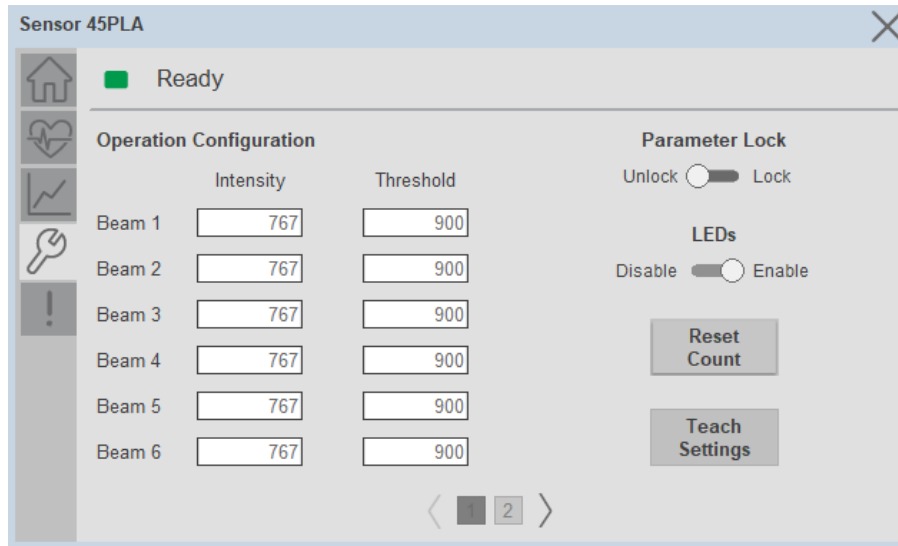 Sensor 45PLA
Ready
Operation Configuration
Intensity Threshold
Beam 1 767 900
Beam 2 767 900
Beam 3 767 900
Beam 4 767 900
Beam 5 767 900
Beam 6 767 900
Parameter Lock
Unlock Lock
LEDs
Disable Enable
Reset
Count
Teach
Settings
1 2